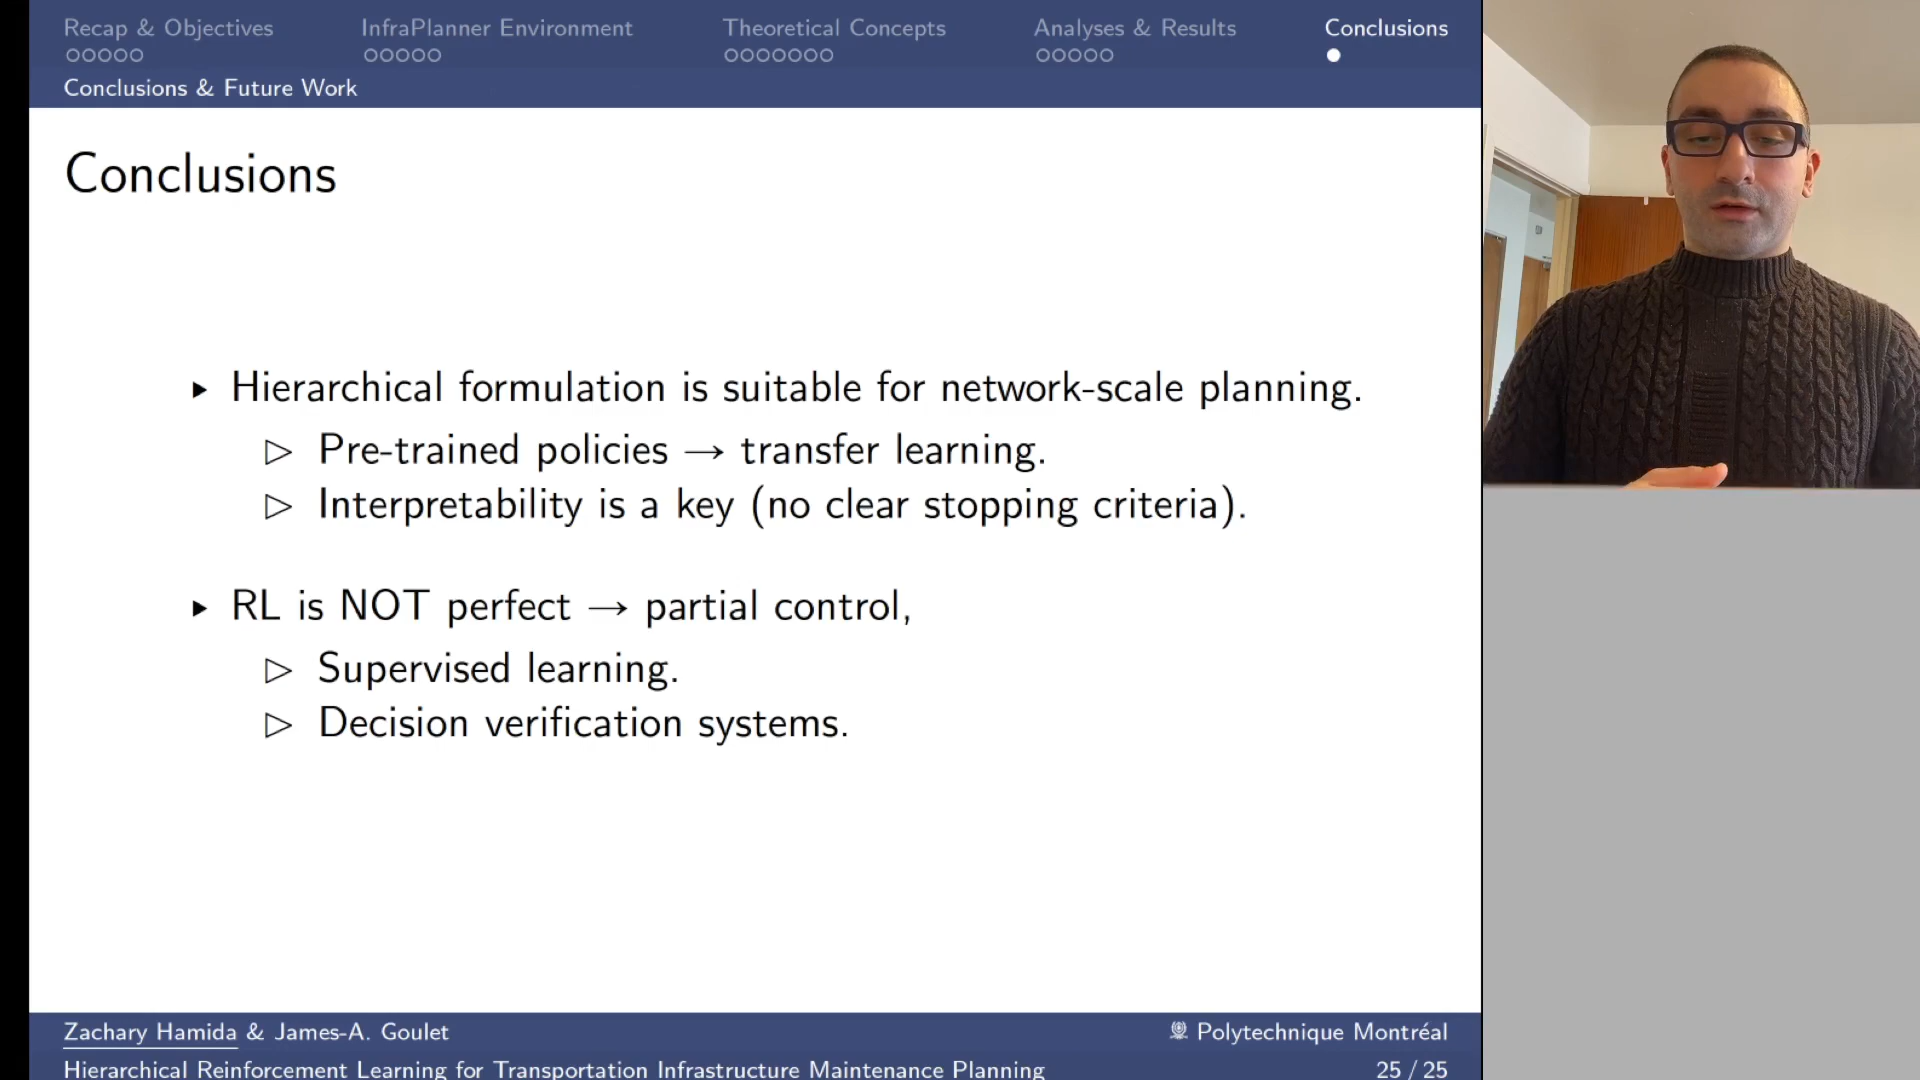 Recap & Objectives InfraPlanner Environment Theoretical Concepts Analyses & Results Conclusions
Conclusions & Future Work
Conclusions
▸ Hierarchical formulation is suitable for network-scale planning.
▷ Pre-trained policies → transfer learning.
▷ Interpretability is a key (no clear stopping criteria).
▸ RL is NOT perfect → partial control,
▷ Supervised learning.
▷ Decision verification systems.
Zachary Hamida & James-A. Goulet Polytechnique Montréal
Hierarchical Reinforcement Learning for Transportation Infrastructure Maintenance Planning 25 / 25